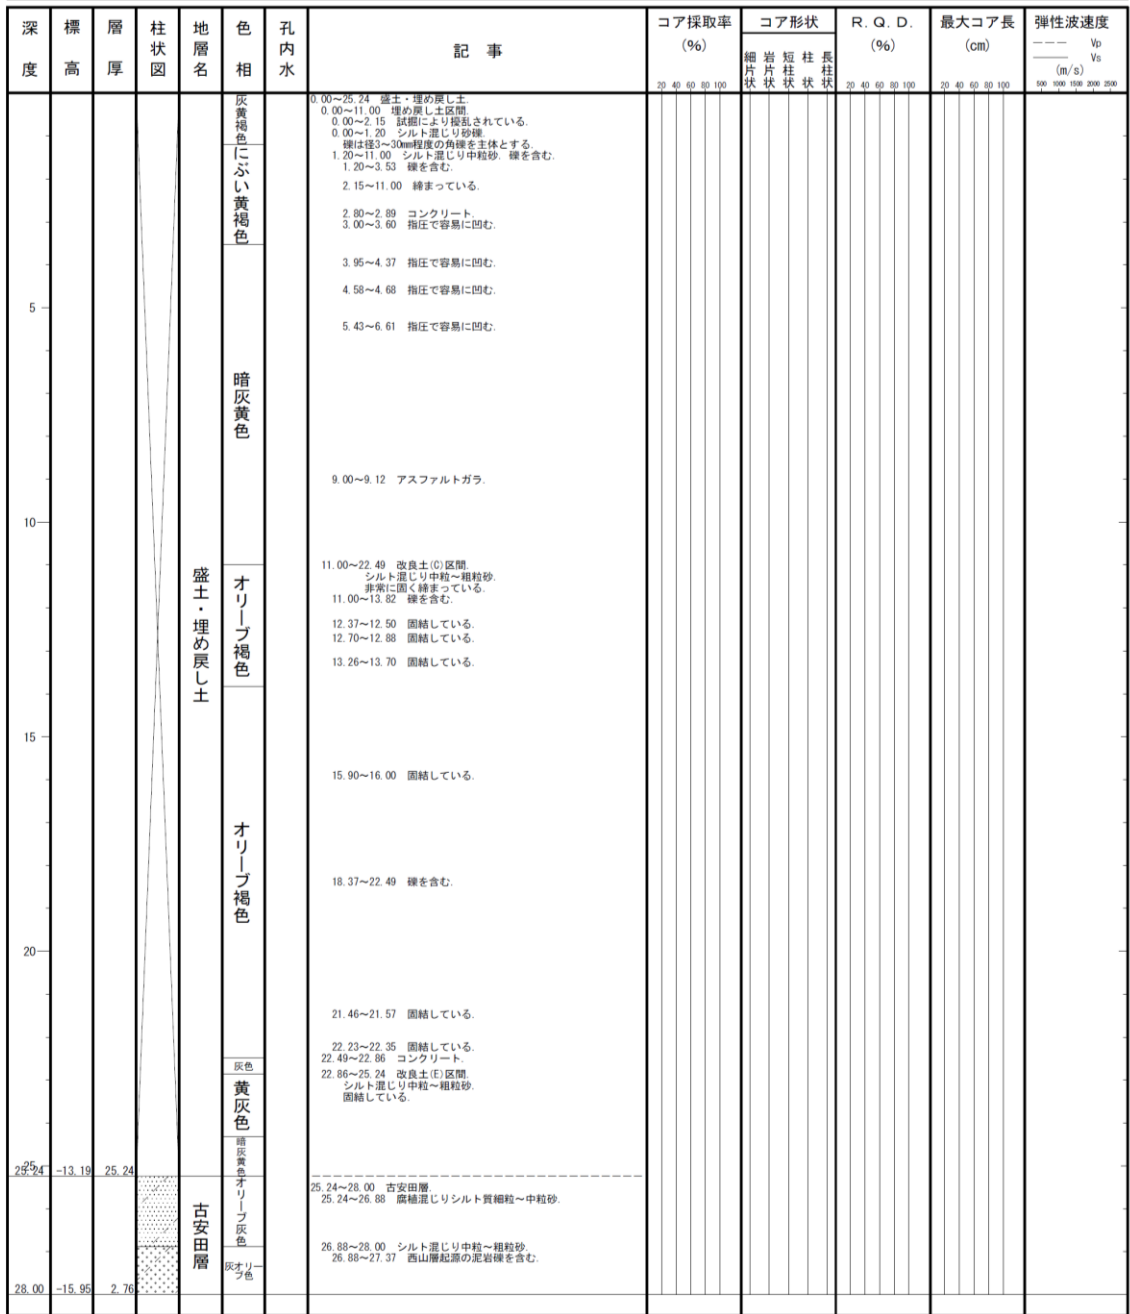 深度
標高
層厚
柱状図
地層名
色相
孔内水
記 事
コア採取率
(%)
20 40 60 80 100
コア形状
細片状
岩片状
短柱状
柱状
長柱状
R. Q. D.
(%)
20 40 60 80 100
最大コア長
(cm)
20 40 60 80 100
弾性波速度
Vp
Vs
(m/s)
500 1000 1500 2000 2500
5
10
15
20
25
25.24 -13.19 25.24
28.00 -15.95 2.76
盛土・埋め戻し土
古安田層
灰黄褐色
にぶい黄褐色
暗灰黄色
オリーブ褐色
オリーブ褐色
灰色
黄灰色
暗灰黄色
オリーブ灰色
灰オリーブ色
0.00～25.24 盛土・埋め戻し土.
0.00～11.00 埋め戻し土区間.
0.00～2.15 試掘により擾乱されている.
0.00～1.20 シルト混じり砂礫.
礫は径3～30mm程度の角礫を主体とする.
1.20～11.00 シルト混じり中粒砂. 礫を含む.
1.20～3.53 礫を含む.
2.15～11.00 締まっている.
2.80～2.89 コンクリート.
3.00～3.60 指圧で容易に凹む.
3.95～4.37 指圧で容易に凹む.
4.58～4.68 指圧で容易に凹む.
5.43～6.61 指圧で容易に凹む.
9.00～9.12 アスファルトガラ.
11.00～22.49 改良土(C)区間.
シルト混じり中粒～粗粒砂.
非常に固く締まっている.
11.00～13.82 礫を含む.
12.37～12.50 固結している.
12.70～12.88 固結している.
13.26～13.70 固結している.
15.90～16.00 固結している.
18.37～22.49 礫を含む.
21.46～21.57 固結している.
22.23～22.35 固結している.
22.49～22.86 コンクリート.
22.86～25.24 改良土(E)区間.
シルト混じり中粒～粗粒砂.
固結している.
25.24～28.00 古安田層.
25.24～26.88 腐植混じりシルト質細粒～中粒砂.
26.88～28.00 シルト混じり中粒～粗粒砂.
26.88～27.37 西山層起源の泥岩礫を含む.